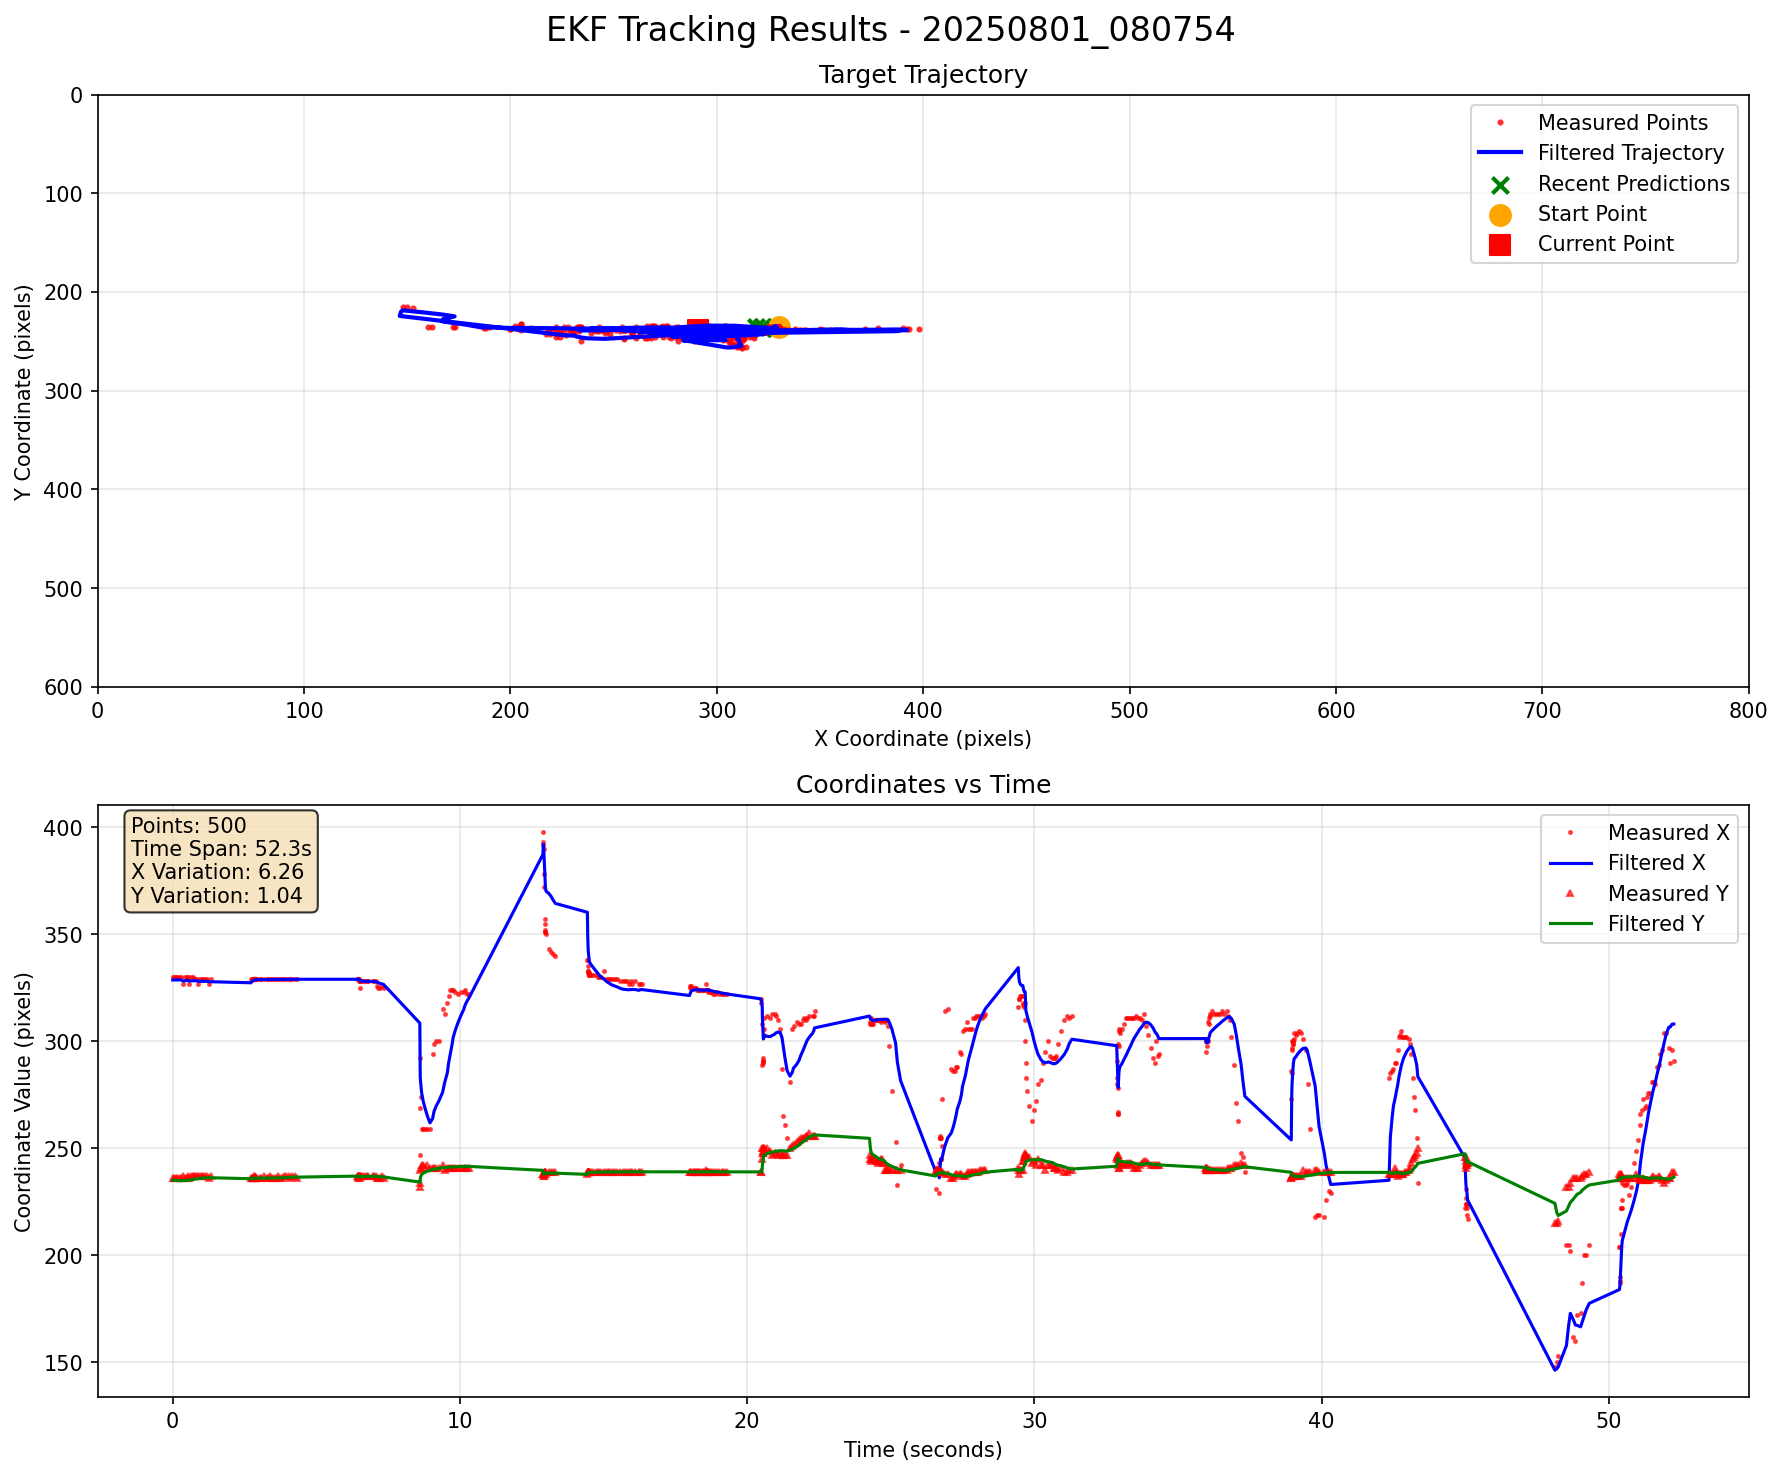 EKF Tracking Results - 20250801_080754
Target Trajectory
0
100
200
300
400
500
600
Y Coordinate (pixels)
Measured Points
Filtered Trajectory
Recent Predictions
Start Point
Current Point
0 100 200 300 400 500 600 700 800
X Coordinate (pixels)
Coordinates vs Time
400
350
300
250
200
150
Coordinate Value (pixels)
Points: 500
Time Span: 52.3s
X Variation: 6.26
Y Variation: 1.04
Measured X
Filtered X
Measured Y
Filtered Y
0 10 20 30 40 50
Time (seconds)